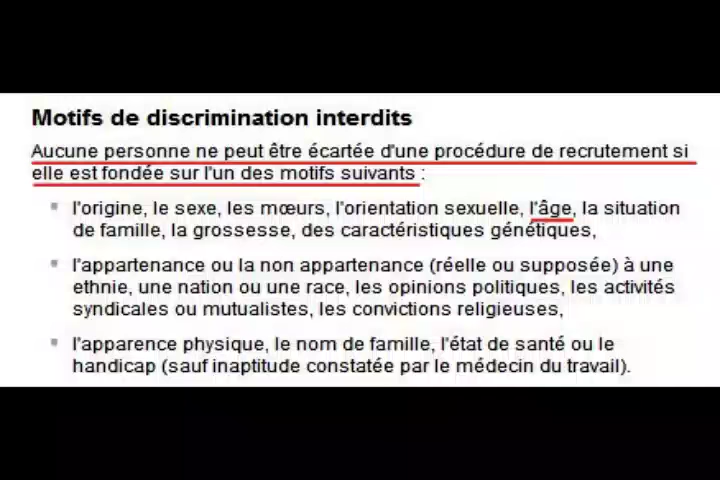 Motifs de discrimination interdits
Aucune personne ne peut être écartée d'une procédure de recrutement si
elle est fondée sur l'un des motifs suivants :
l'origine, le sexe, les mœurs, l'orientation sexuelle, l'âge, la situation
de famille, la grossesse, des caractéristiques génétiques,
l'appartenance ou la non appartenance (réelle ou supposée) à une
ethnie, une nation ou une race, les opinions politiques, les activités
syndicales ou mutualistes, les convictions religieuses,
l'apparence physique, le nom de famille, l'état de santé ou le
handicap (sauf inaptitude constatée par le médecin du travail).